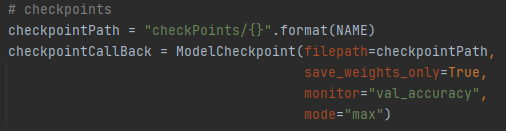 # checkpoints
checkpointPath = "checkPoints/{}".format(NAME)
checkpointCallBack = ModelCheckpoint(filepath=checkpointPath,
save_weights_only=True,
monitor="val_accuracy",
mode="max")